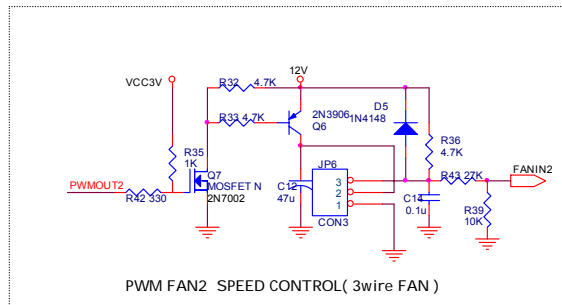 12V
VCC3V
R32 4.7K
2N3906
D5
1N4148
R33 4.7K
Q6
R36
4.7K
R35
1K
JP6
Q7
MOSFET N
2N7002
PWMOUT2
R42 330
C12
47u
3
2
1
CON3
R43 27K
FANIN2
C14
0.1u
R39
10K
PWM FAN2 SPEED CONTROL( 3wire FAN )